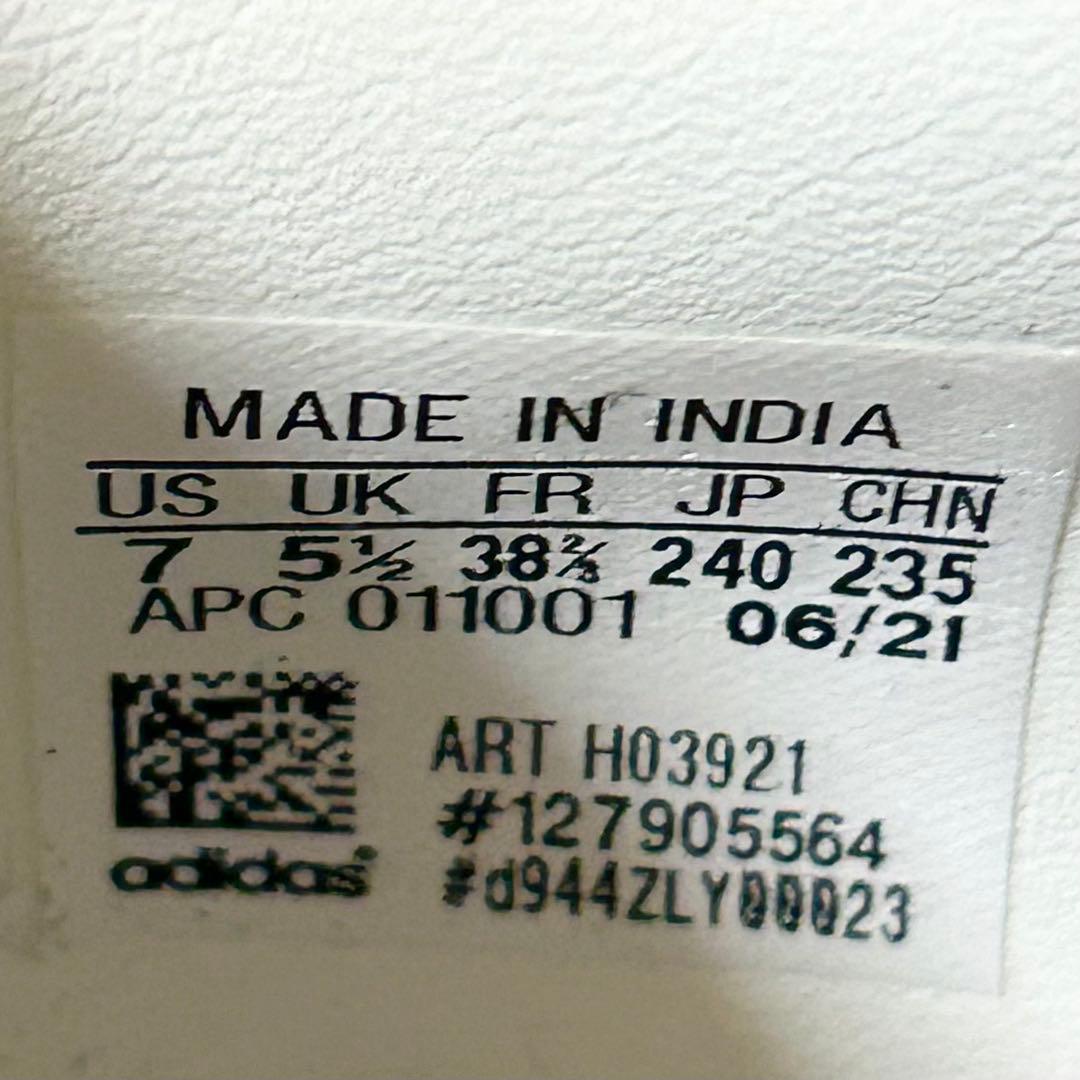 MADE IN INDIA
US UK FR JP CHN
7 5½ 38⅔ 240 235
APC 011001 06/21
ART H03921
#127905564
adidas #d944ZLY00023